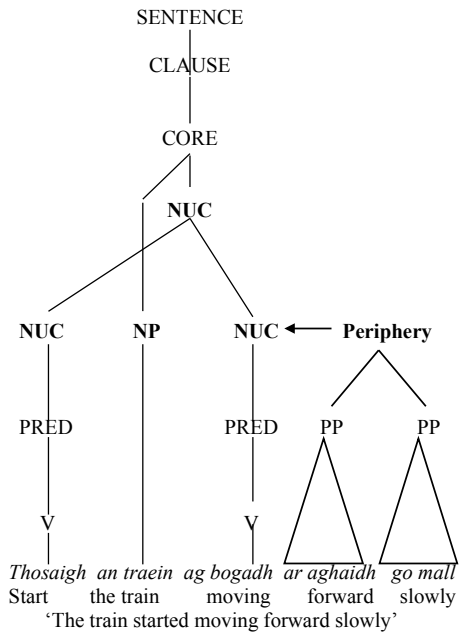 SENTENCE
CLAUSE
CORE
NUC
NUC NP NUC Periphery
PRED PRED PP PP
V V
Thosaigh an traein ag bogadh ar aghaidh go mall
Start the train moving forward slowly
‘The train started moving forward slowly’